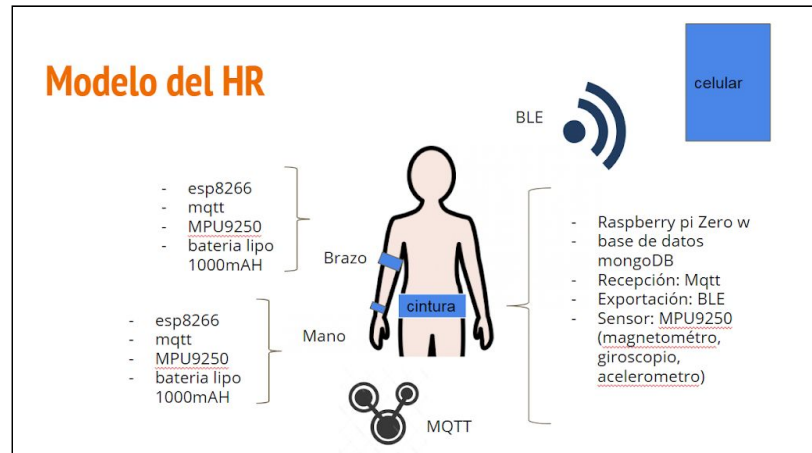 Modelo del HR
celular
BLE
- esp8266
- mqtt
- MPU9250
- bateria lipo
1000mAH
Brazo
- esp8266
- mqtt
- MPU9250
- bateria lipo
1000mAH
Mano
cintura
- Raspberry pi Zero w
- base de datos
mongoDB
- Recepción: Mqtt
- Exportación: BLE
- Sensor: MPU9250
(magnetométro,
giroscopio,
acelerometro)
MQTT